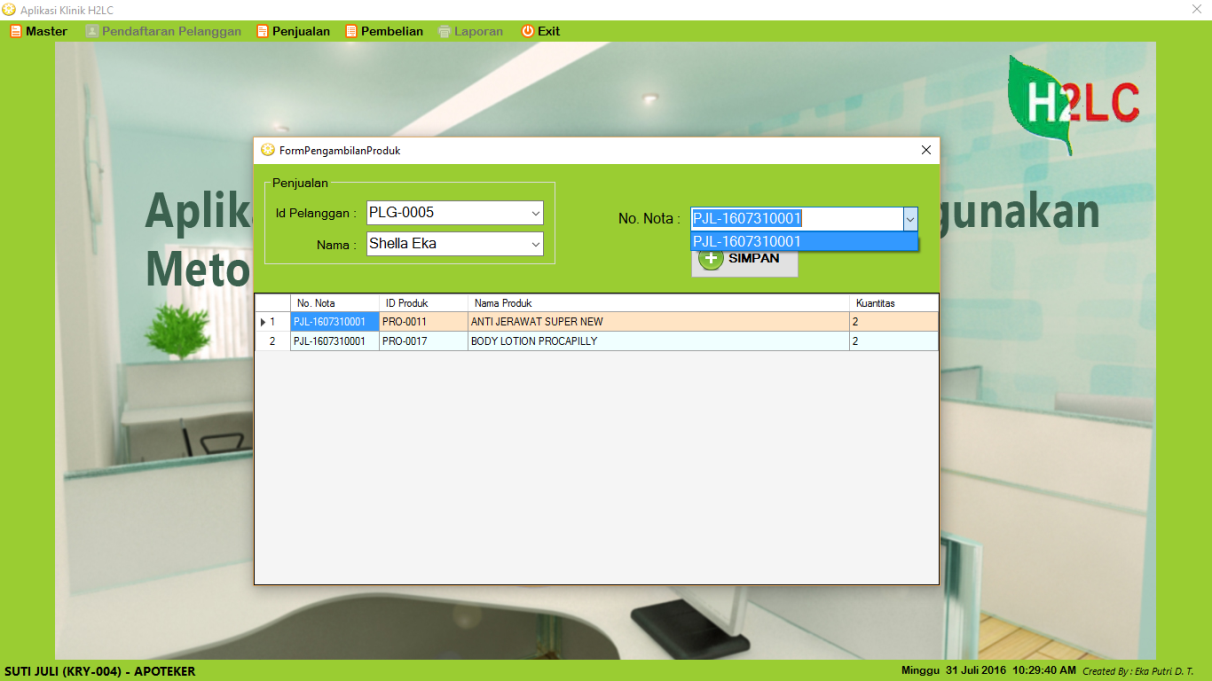 Aplikasi Klinik H2LC
Master Pendaftaran Pelanggan Penjualan Pembelian Laporan Exit
H2LC
Aplik gunakan
Meto
FormPengambilanProduk
Penjualan
Id Pelanggan : PLG-0005
Nama : Shella Eka
No. Nota : PJL-1607310001
PJL-1607310001
SIMPAN
No. Nota ID Produk Nama Produk Kuantitas
1 PJL-1607310001 PRO-0011 ANTI JERAWAT SUPER NEW 2
2 PJL-1607310001 PRO-0017 BODY LOTION PROCAPILLY 2
SUTI JULI (KRY-004) - APOTEKER
Minggu 31 Juli 2016 10:29:40 AM Created By : Eka Putri D. T.